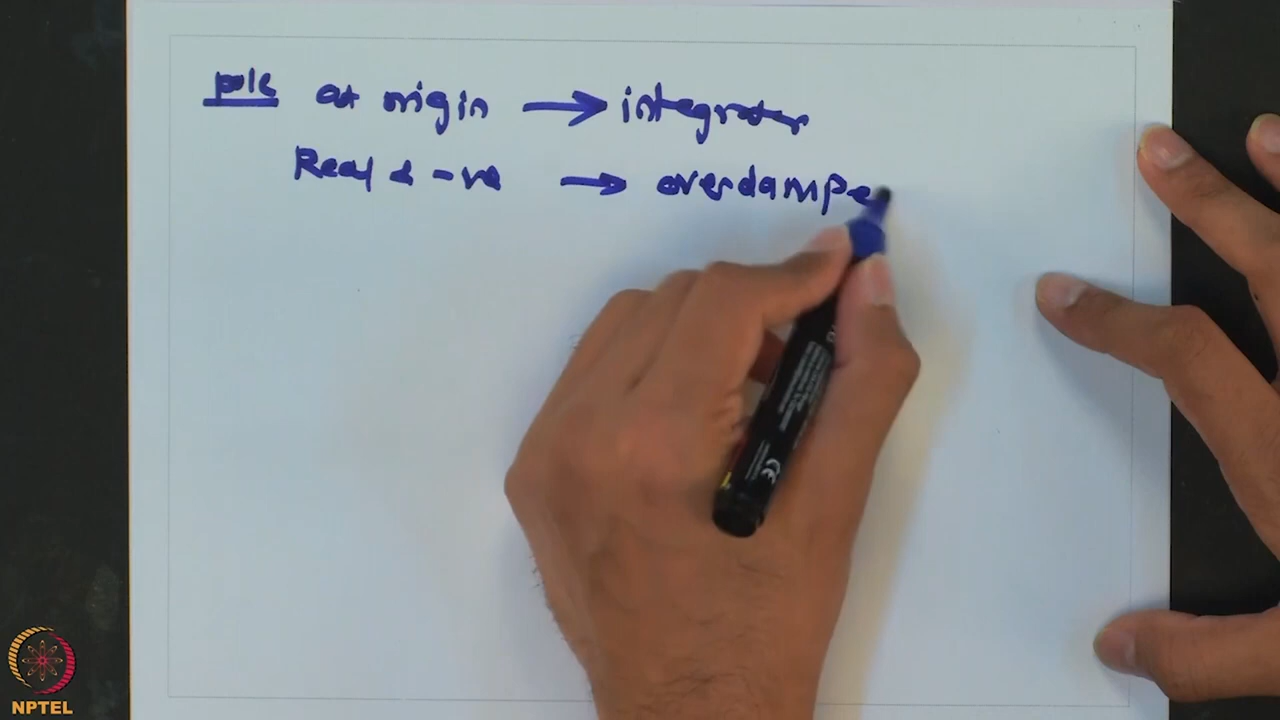 pole at origin → integrator
Real & -ve → overdampe
NPTEL